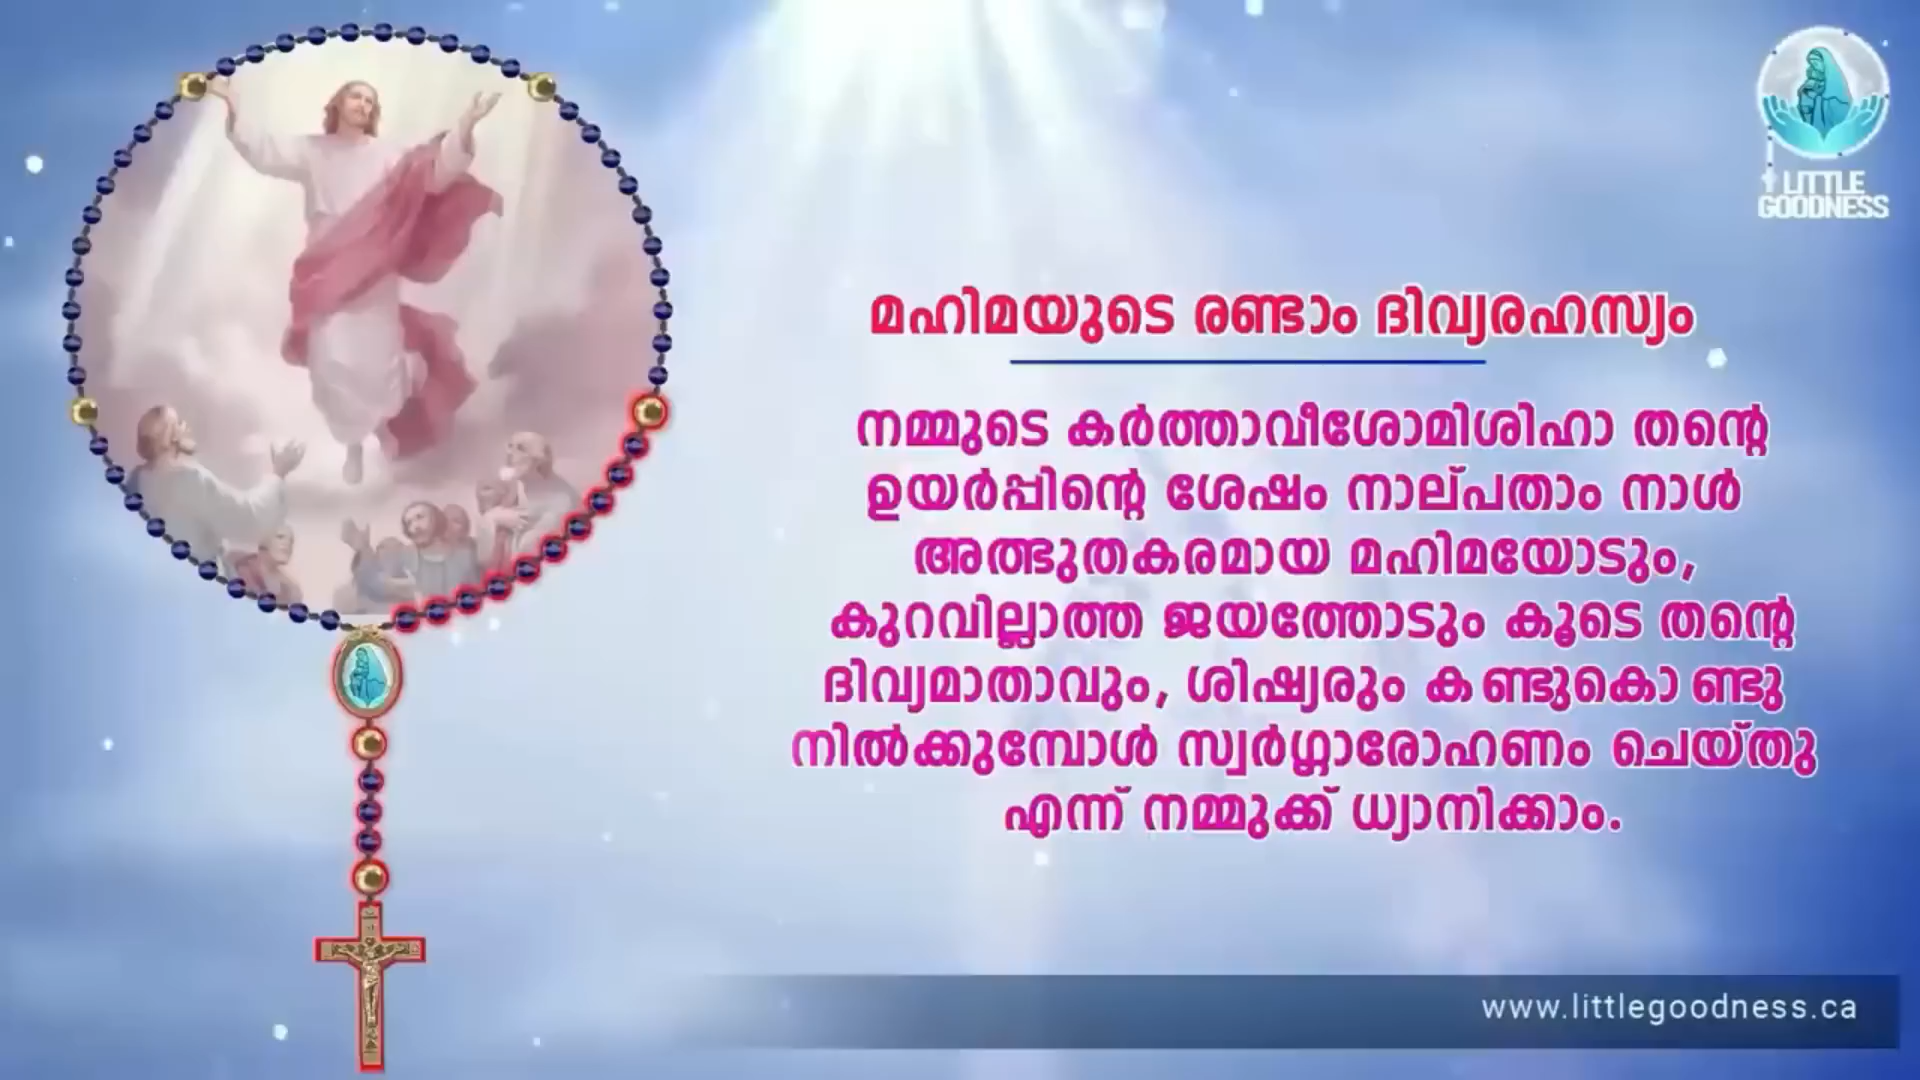 LITTLE
GOODNESS
മഹിമയുടെ രണ്ടാം ദിവ്യരഹസ്യം
നമ്മുടെ കർത്താവീശോമിശിഹാ തന്റെ
ഉയർപ്പിന്റെ ശേഷം നാല്പതാം നാൾ
അത്ഭുതകരമായ മഹിമയോടും,
കുറവില്ലാത്ത ജയത്തോടും കൂടെ തന്റെ
ദിവ്യമാതാവും, ശിഷ്യരും കണ്ടുകൊണ്ടു
നിൽക്കുമ്പോൾ സ്വർഗ്ഗാരോഹണം ചെയ്തു
എന്ന് നമ്മുക്ക് ധ്യാനിക്കാം.
www.littlegoodness.ca